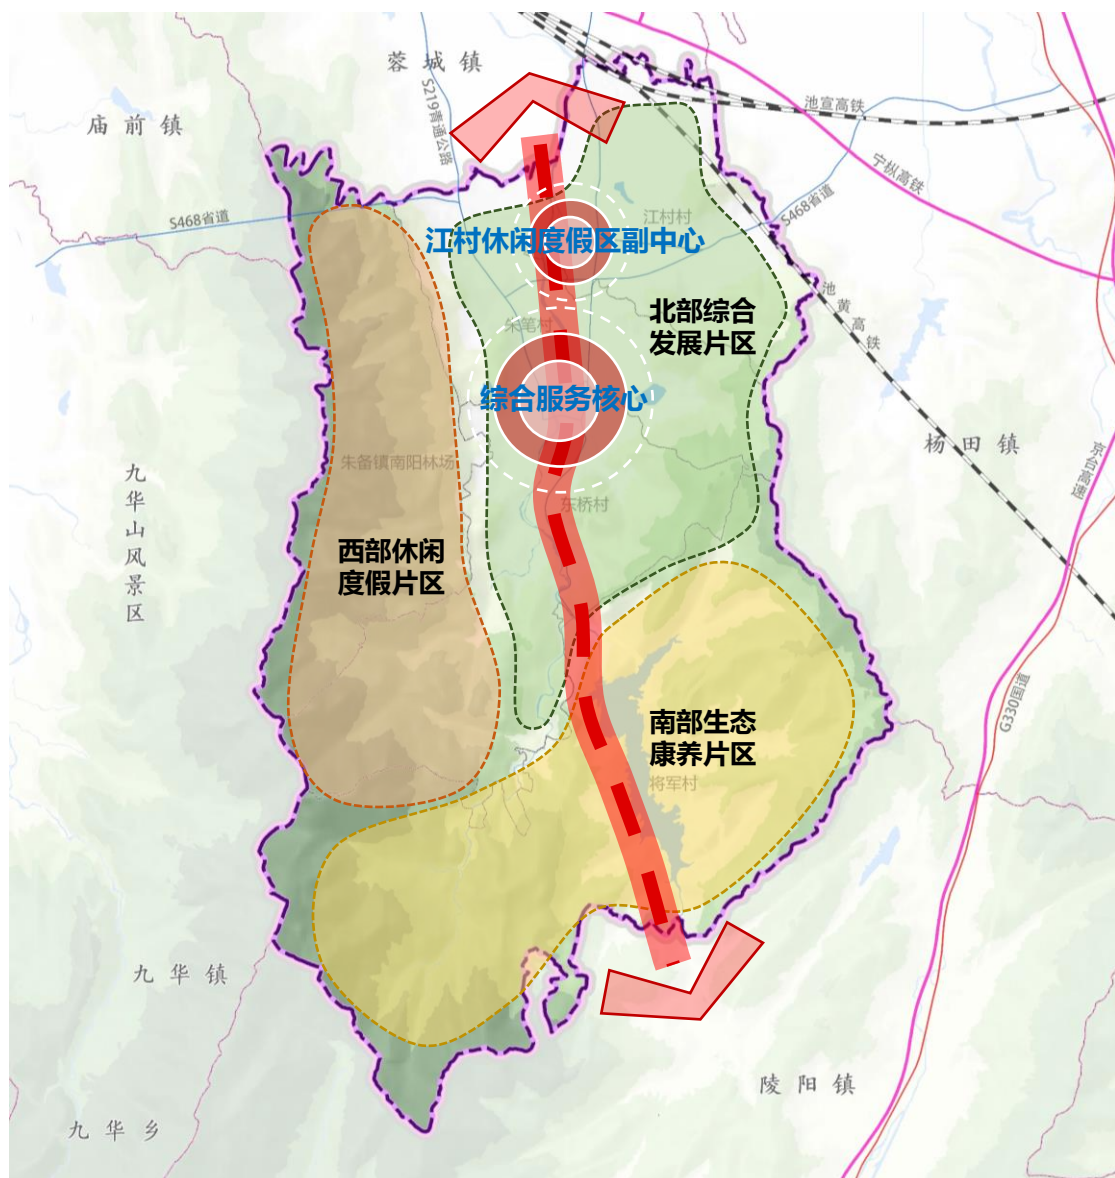 蓉城镇
S219青通公路
庙前镇
池宣高铁
宁枞高铁
S468省道
S468省道
江村村
江村休闲度假区副中心
池黄高铁
北部综合
发展片区
朱笔村
综合服务核心
杨田镇
京台高速
朱备镇南阳林场
九华山风景区
东桥村
西部休闲
度假片区
G330国道
南部生态
康养片区
将军村
九华镇
陵阳镇
九华乡